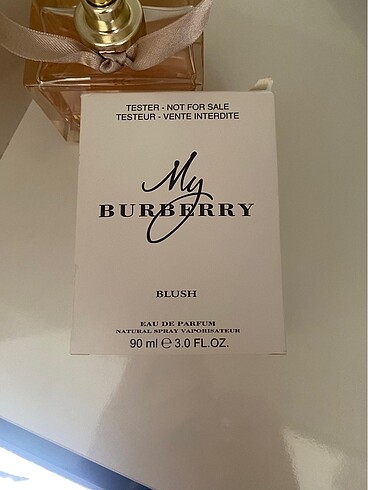 TESTER - NOT FOR SALE
TESTEUR - VENTE INTERDITE
My
BURBERRY
BLUSH
EAU DE PARFUM
NATURAL SPRAY VAPORISATEUR
90 ml ℮ 3.0 FL.OZ.